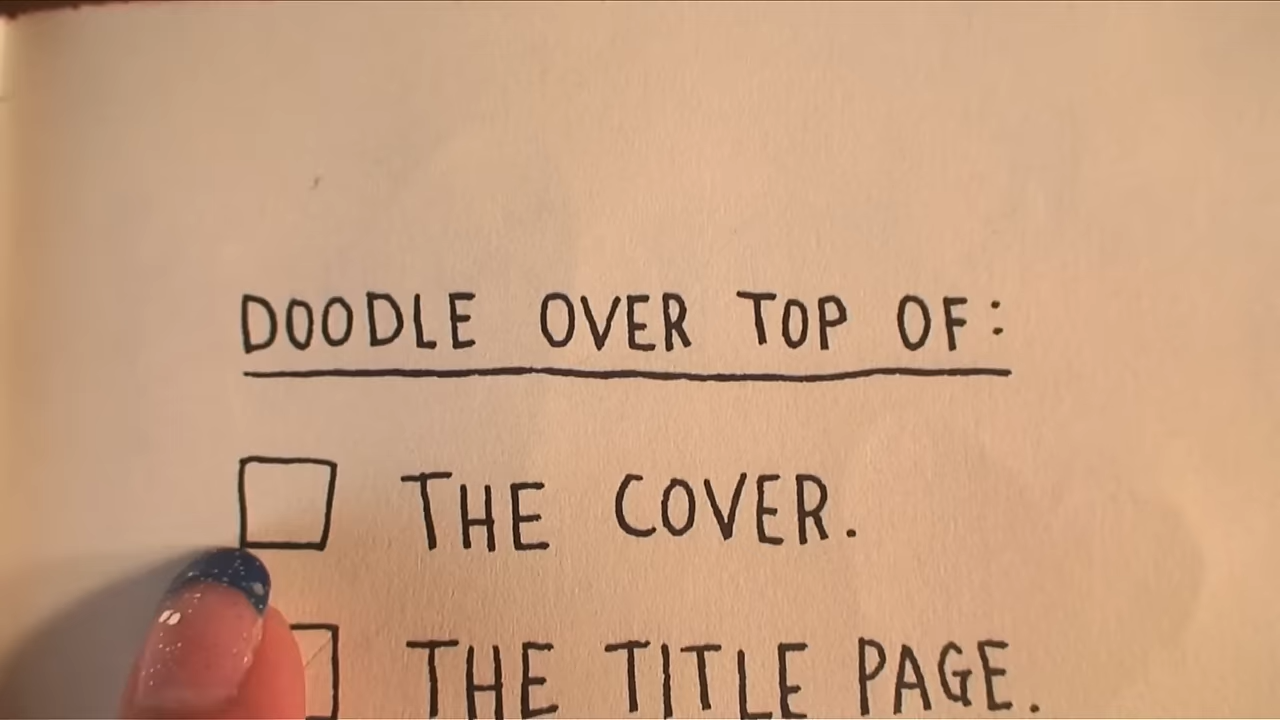 DOODLE OVER TOP OF:
THE COVER.
THE TITLE PAGE.